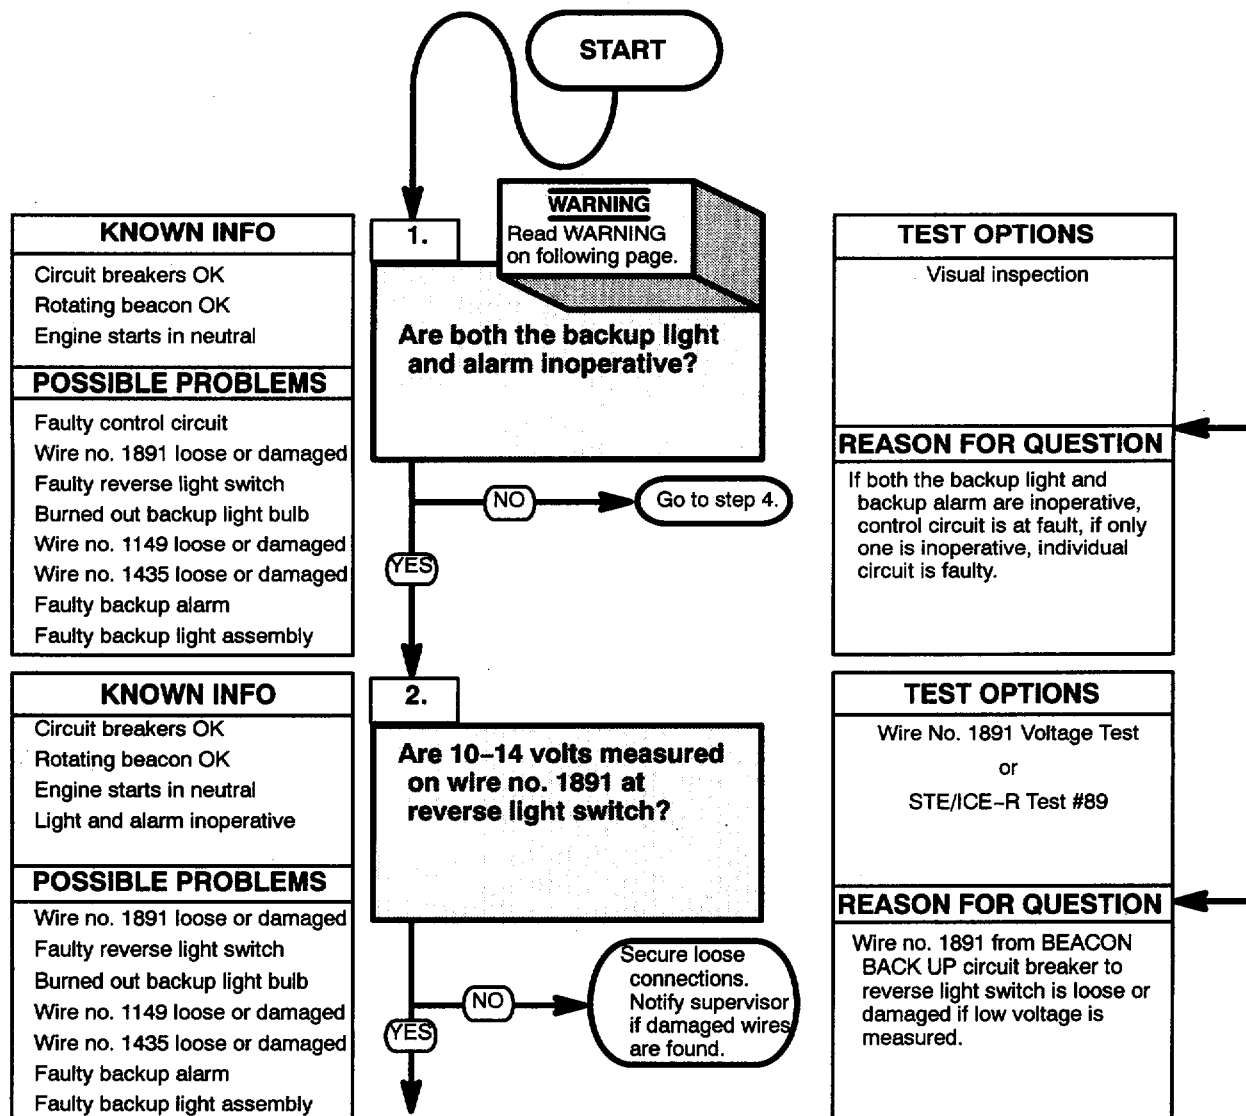 START
WARNING
Read WARNING
on following page.
KNOWN INFO
Circuit breakers OK
Rotating beacon OK
Engine starts in neutral
POSSIBLE PROBLEMS
Faulty control circuit
Wire no. 1891 loose or damaged
Faulty reverse light switch
Burned out backup light bulb
Wire no. 1149 loose or damaged
Wire no. 1435 loose or damaged
Faulty backup alarm
Faulty backup light assembly
1.
Are both the backup light
and alarm inoperative?
NO
Go to step 4.
YES
TEST OPTIONS
Visual inspection
REASON FOR QUESTION
If both the backup light and
backup alarm are inoperative,
control circuit is at fault, if only
one is inoperative, individual
circuit is faulty.
KNOWN INFO
Circuit breakers OK
Rotating beacon OK
Engine starts in neutral
Light and alarm inoperative
POSSIBLE PROBLEMS
Wire no. 1891 loose or damaged
Faulty reverse light switch
Burned out backup light bulb
Wire no. 1149 loose or damaged
Wire no. 1435 loose or damaged
Faulty backup alarm
Faulty backup light assembly
2.
Are 10–14 volts measured
on wire no. 1891 at
reverse light switch?
NO
Secure loose
connections.
Notify supervisor
if damaged wires
are found.
YES
TEST OPTIONS
Wire No. 1891 Voltage Test
or
STE/ICE–R Test #89
REASON FOR QUESTION
Wire no. 1891 from BEACON
BACK UP circuit breaker to
reverse light switch is loose or
damaged if low voltage is
measured.